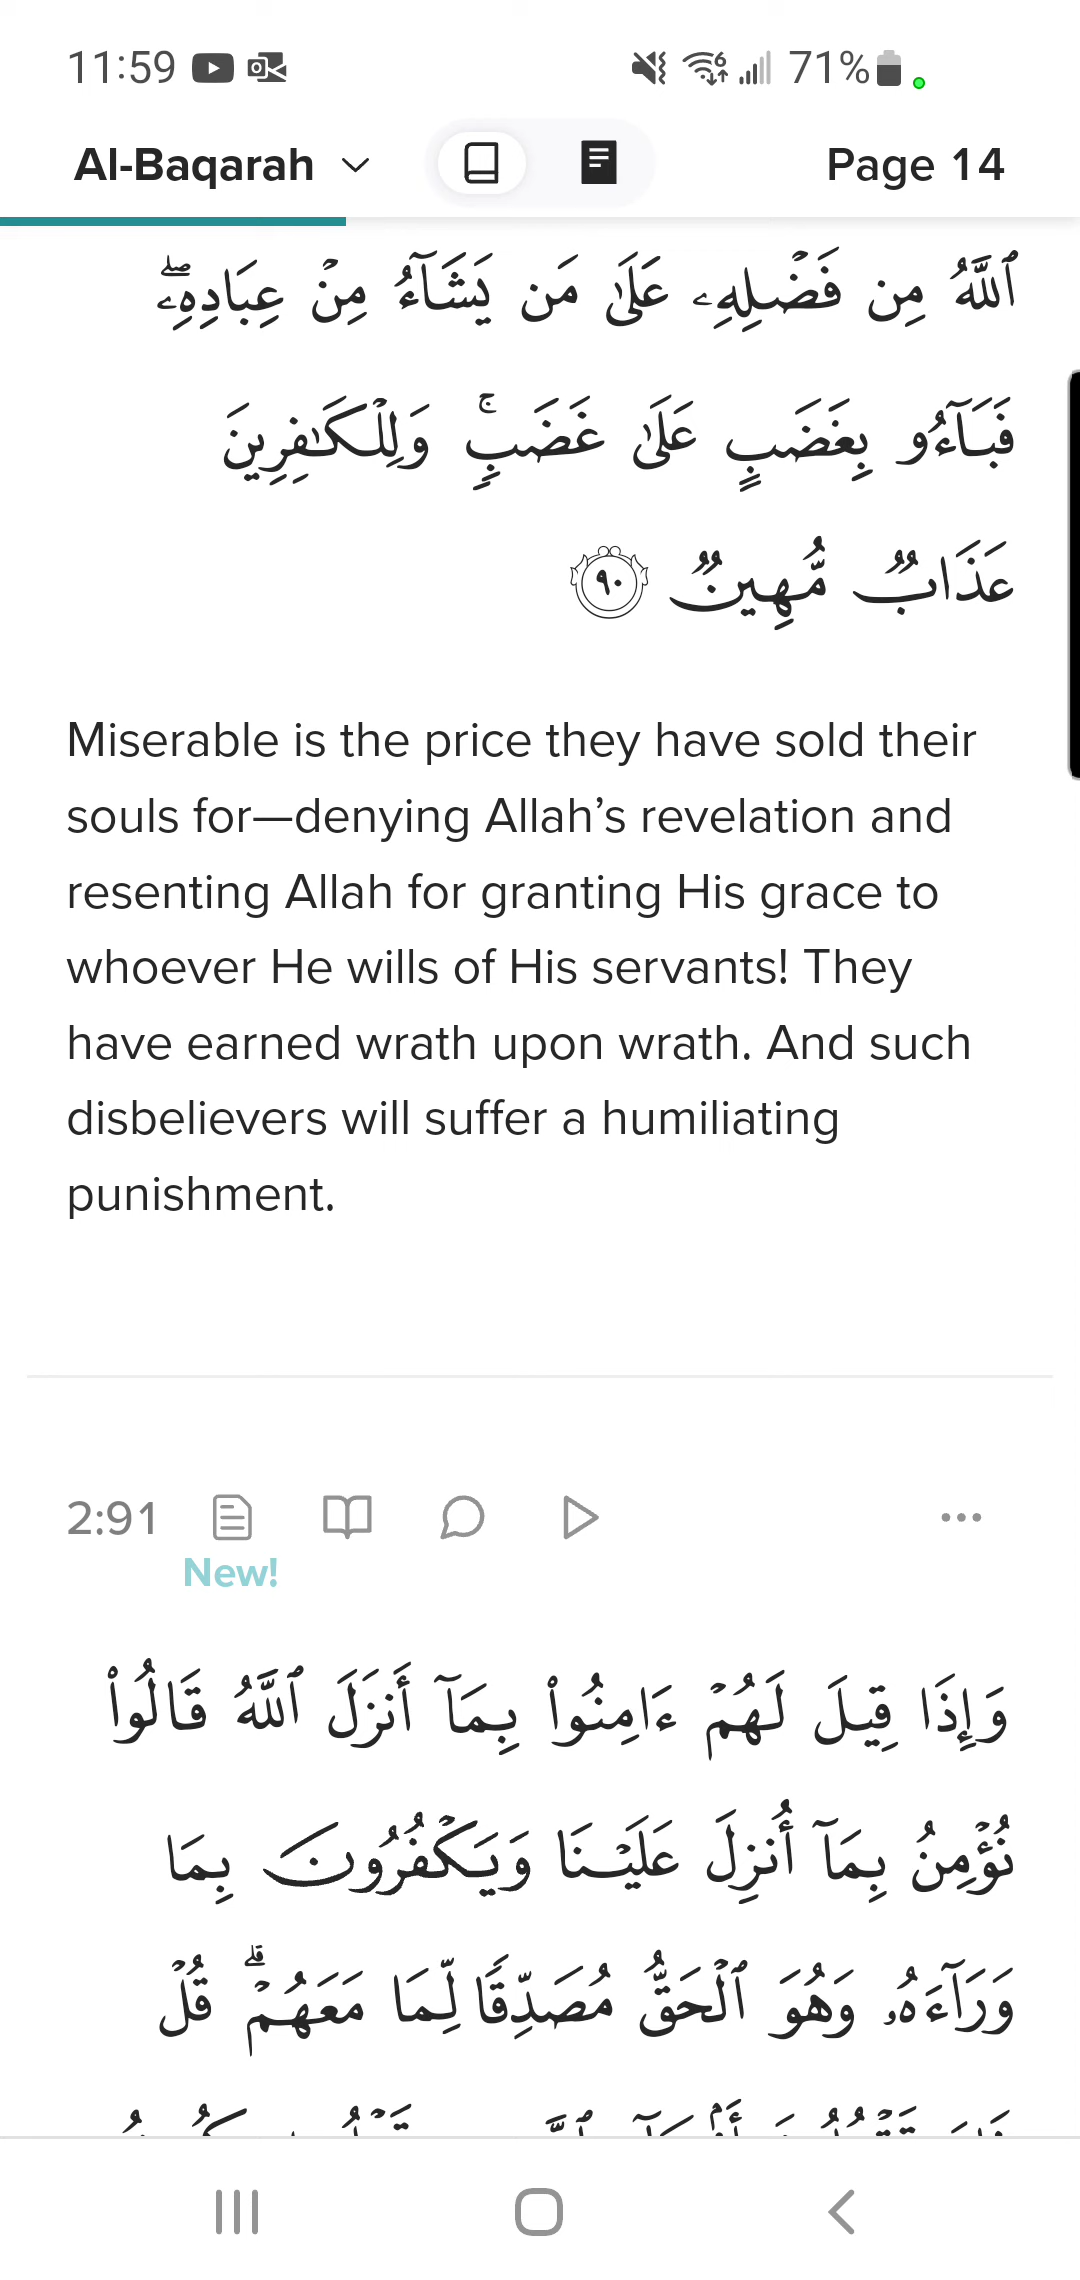 11:59 71%
Al-Baqarah Page 14
ٱللَّهُ مِن فَضْلِهِۦ عَلَىٰ مَن يَشَآءُ مِنْ عِبَادِهِۦ ۖ
فَبَآءُو بِغَضَبٍ عَلَىٰ غَضَبٍ ۚ وَلِلْكَـٰفِرِينَ
عَذَابٌ مُّهِينٌ ٩٠
Miserable is the price they have sold their
souls for—denying Allah’s revelation and
resenting Allah for granting His grace to
whoever He wills of His servants! They
have earned wrath upon wrath. And such
disbelievers will suffer a humiliating
punishment.
2:91
New!
وَإِذَا قِيلَ لَهُمْ ءَامِنُوا۟ بِمَآ أَنزَلَ ٱللَّهُ قَالُوا۟
نُؤْمِنُ بِمَآ أُنزِلَ عَلَيْنَا وَيَكْفُرُونَ بِمَا
وَرَآءَهُۥ وَهُوَ ٱلْحَقُّ مُصَدِّقًا لِّمَا مَعَهُمْ ۗ قُلْ